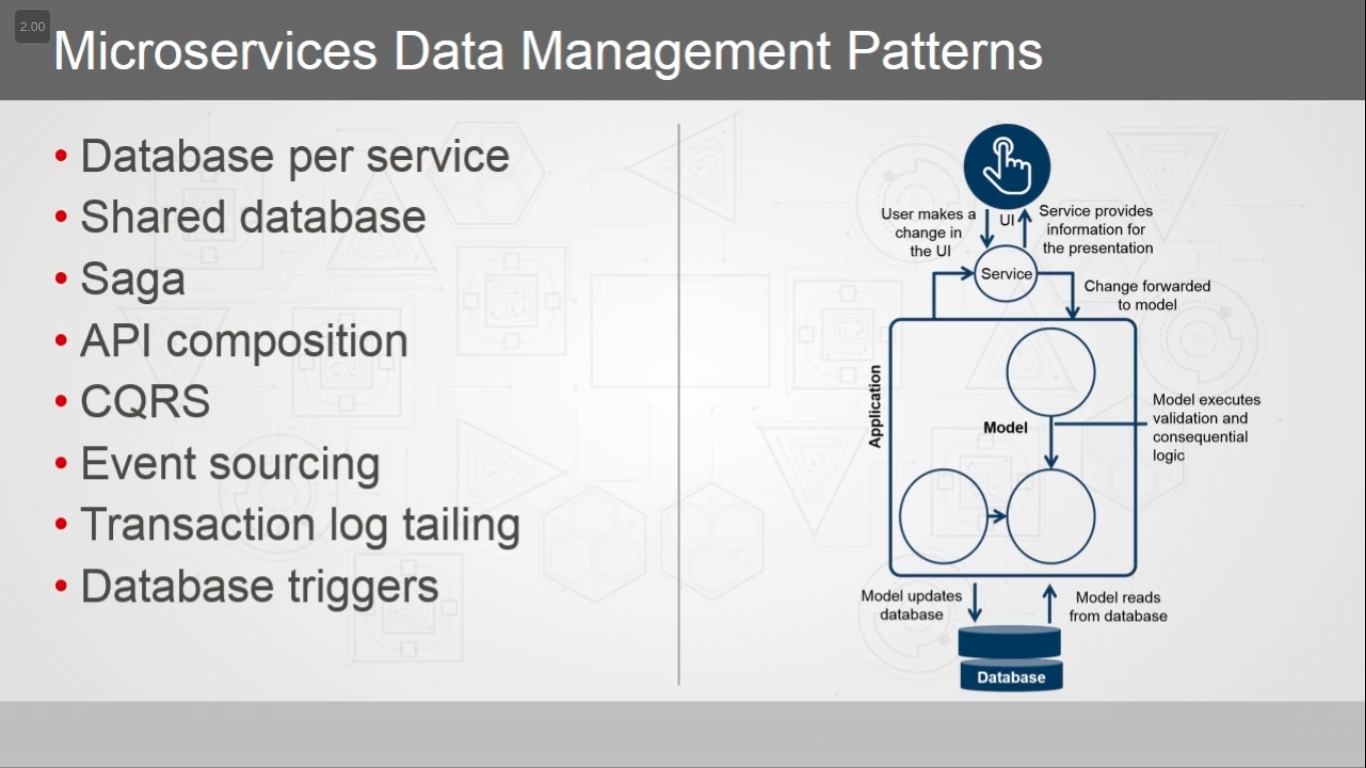 2.00
Microservices Data Management Patterns
• Database per service
• Shared database
• Saga
• API composition
• CQRS
• Event sourcing
• Transaction log tailing
• Database triggers
UI
User makes a
change in
the UI
Service provides
information for
the presentation
Service
Change forwarded
to model
Application
Model
Model executes
validation and
consequential
logic
Model updates
database
Model reads
from database
Database